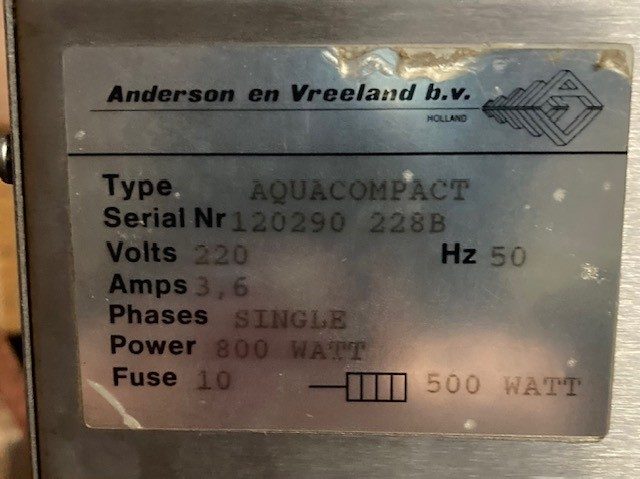 Anderson en Vreeland b.v.
HOLLAND
Type AQUACOMPACT
Serial Nr 120290 228B
Volts 220 Hz 50
Amps 3,6
Phases SINGLE
Power 800 WATT
Fuse 10 500 WATT